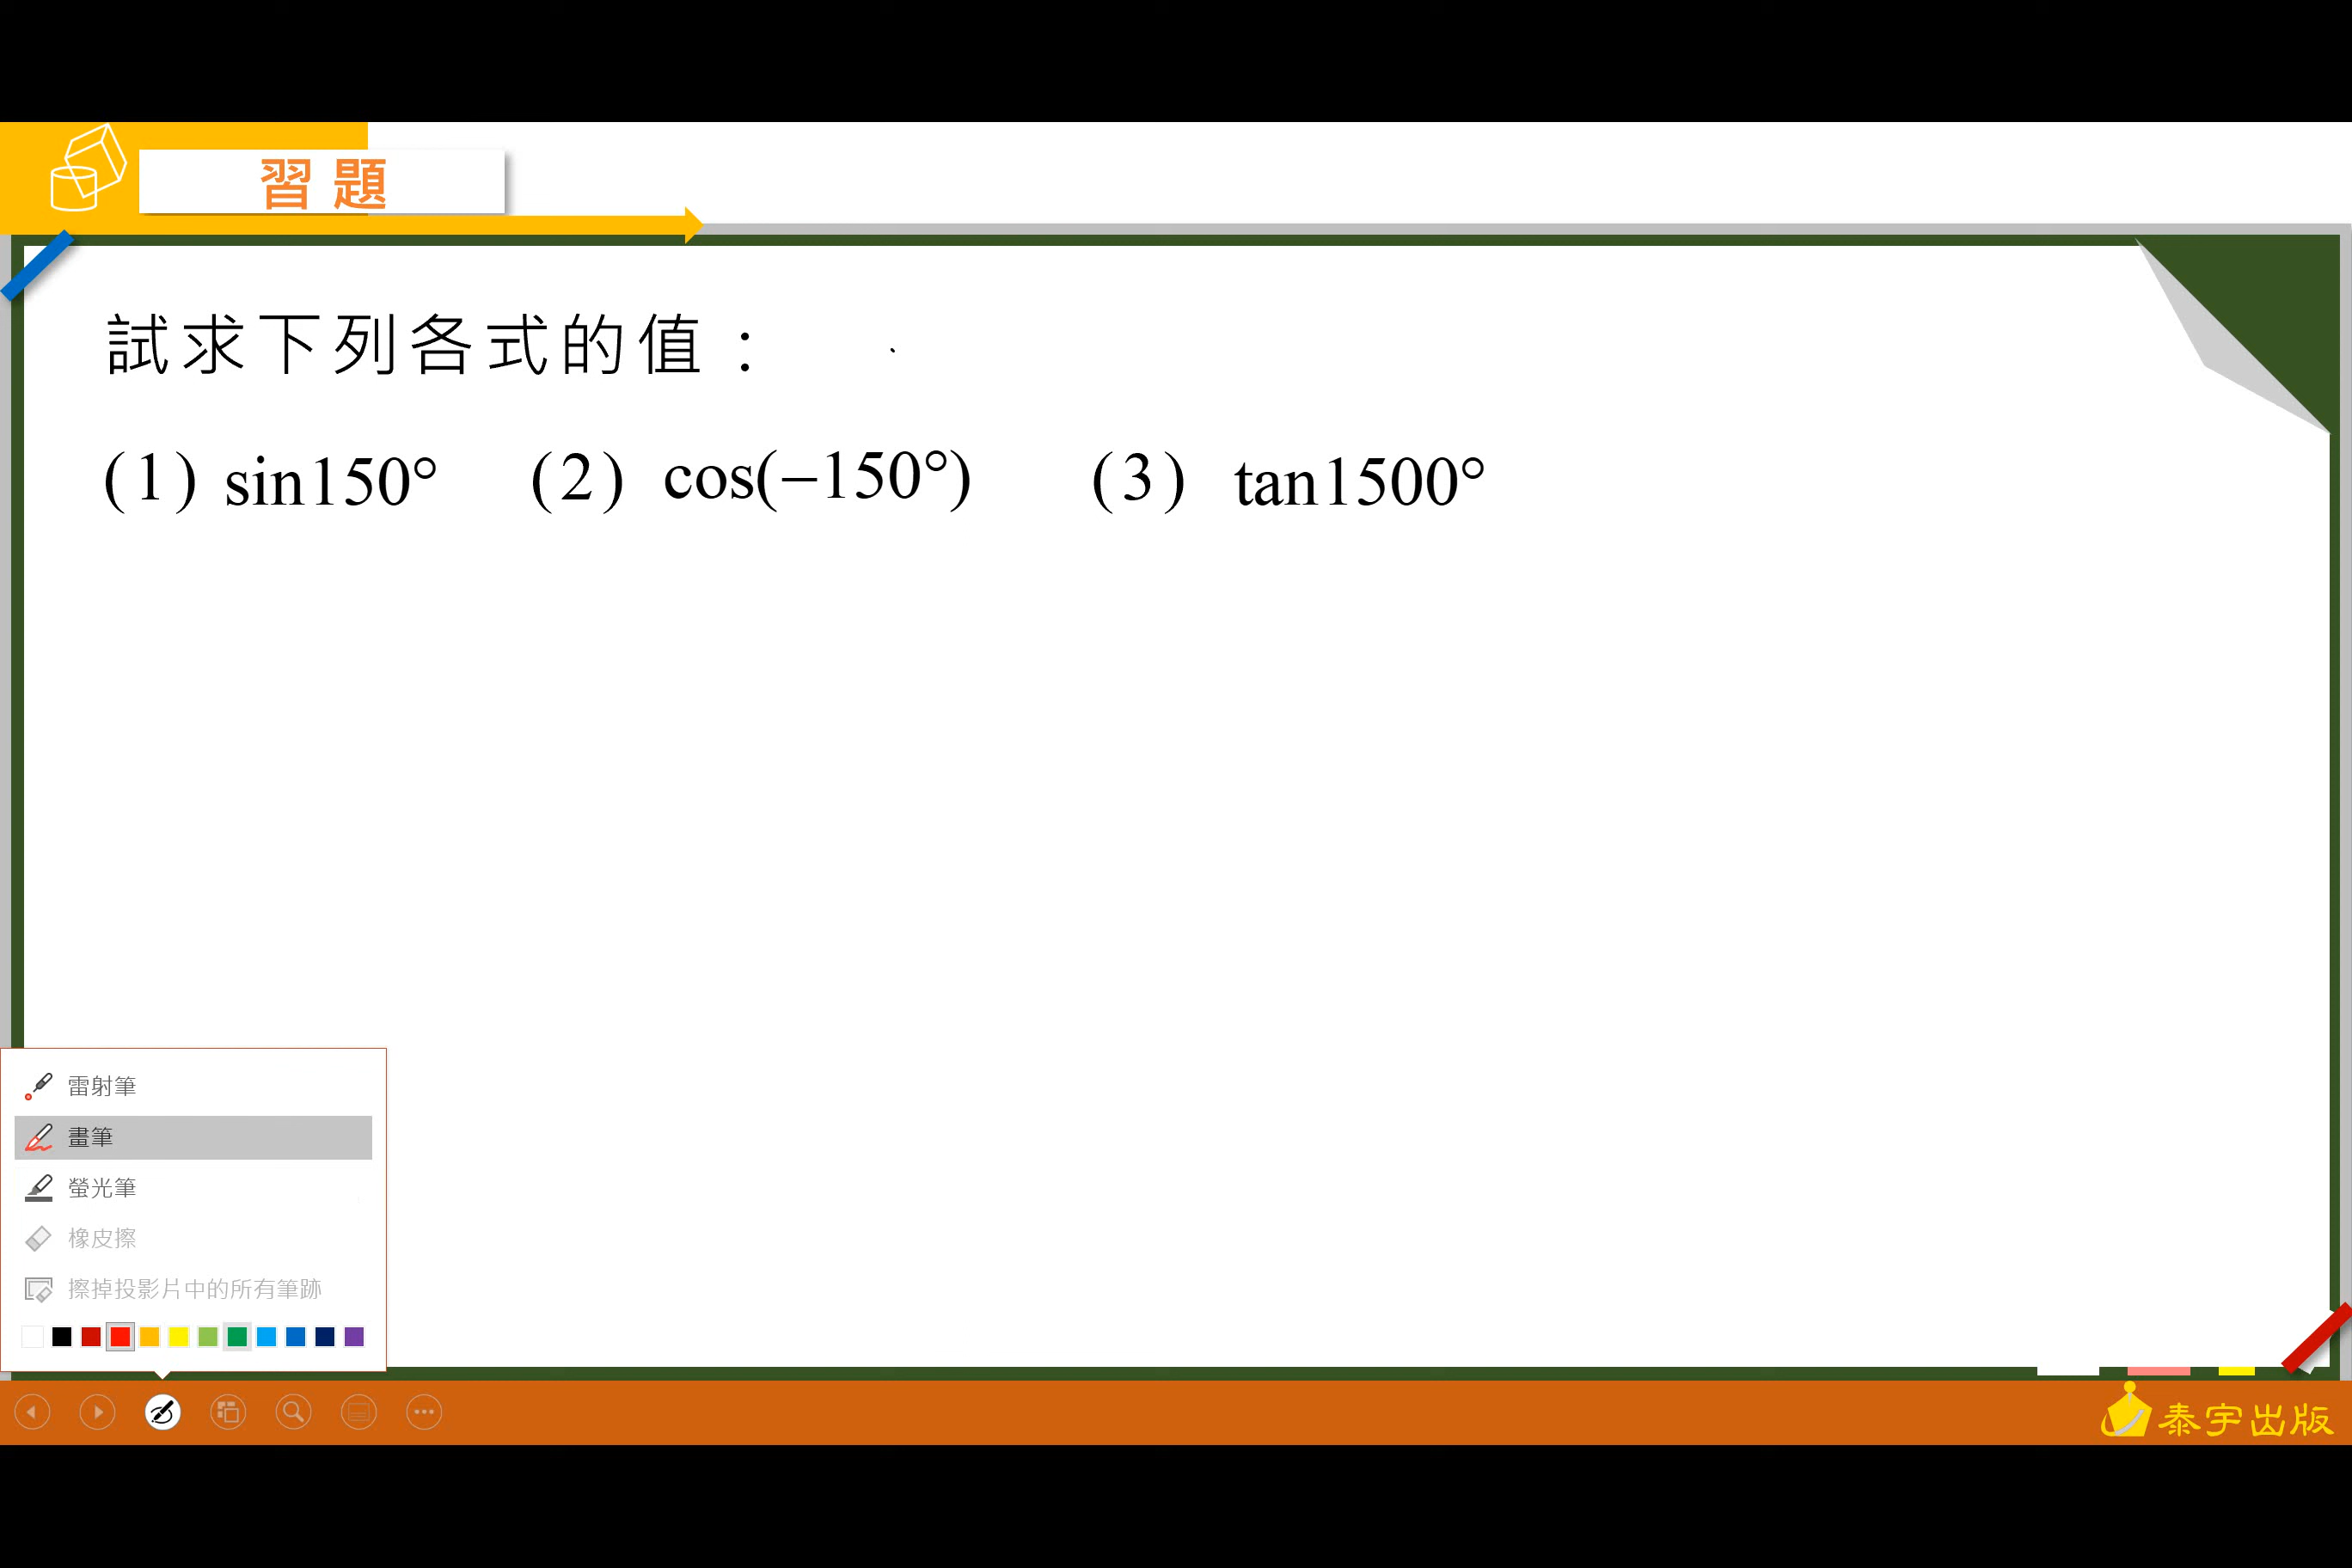 習題
試求下列各式的值：
(1) sin150° (2) cos(−150°) (3) tan1500°
雷射筆
畫筆
螢光筆
橡皮擦
擦掉投影片中的所有筆跡
泰宇出版